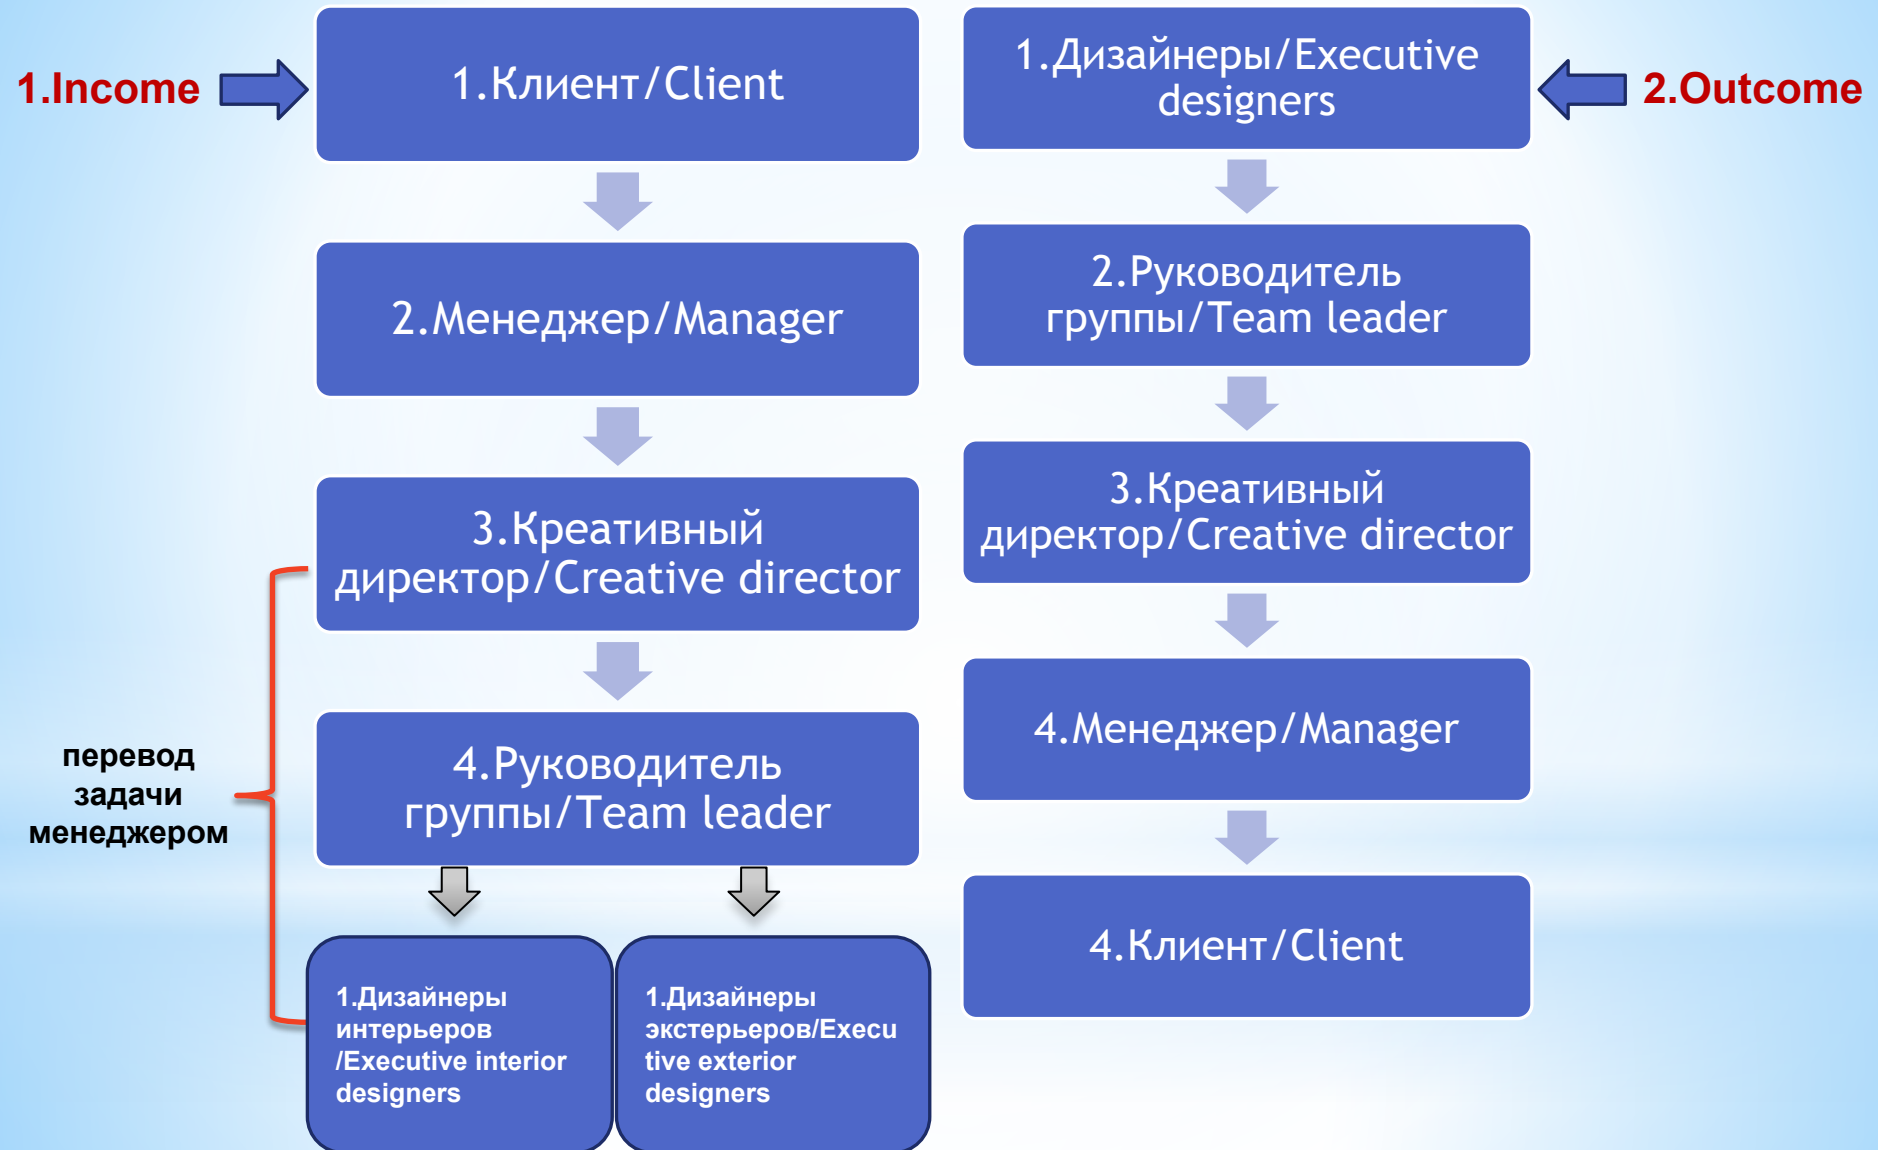 1.Income
1.Клиент/Client
2.Менеджер/Manager
3.Креативный
директор/Creative director
4.Руководитель
группы/Team leader
перевод
задачи
менеджером
1.Дизайнеры
интерьеров
/Executive interior
designers
1.Дизайнеры
экстерьеров/Execu
tive exterior
designers
1.Дизайнеры/Executive
designers
2.Outcome
2.Руководитель
группы/Team leader
3.Креативный
директор/Creative director
4.Менеджер/Manager
4.Клиент/Client